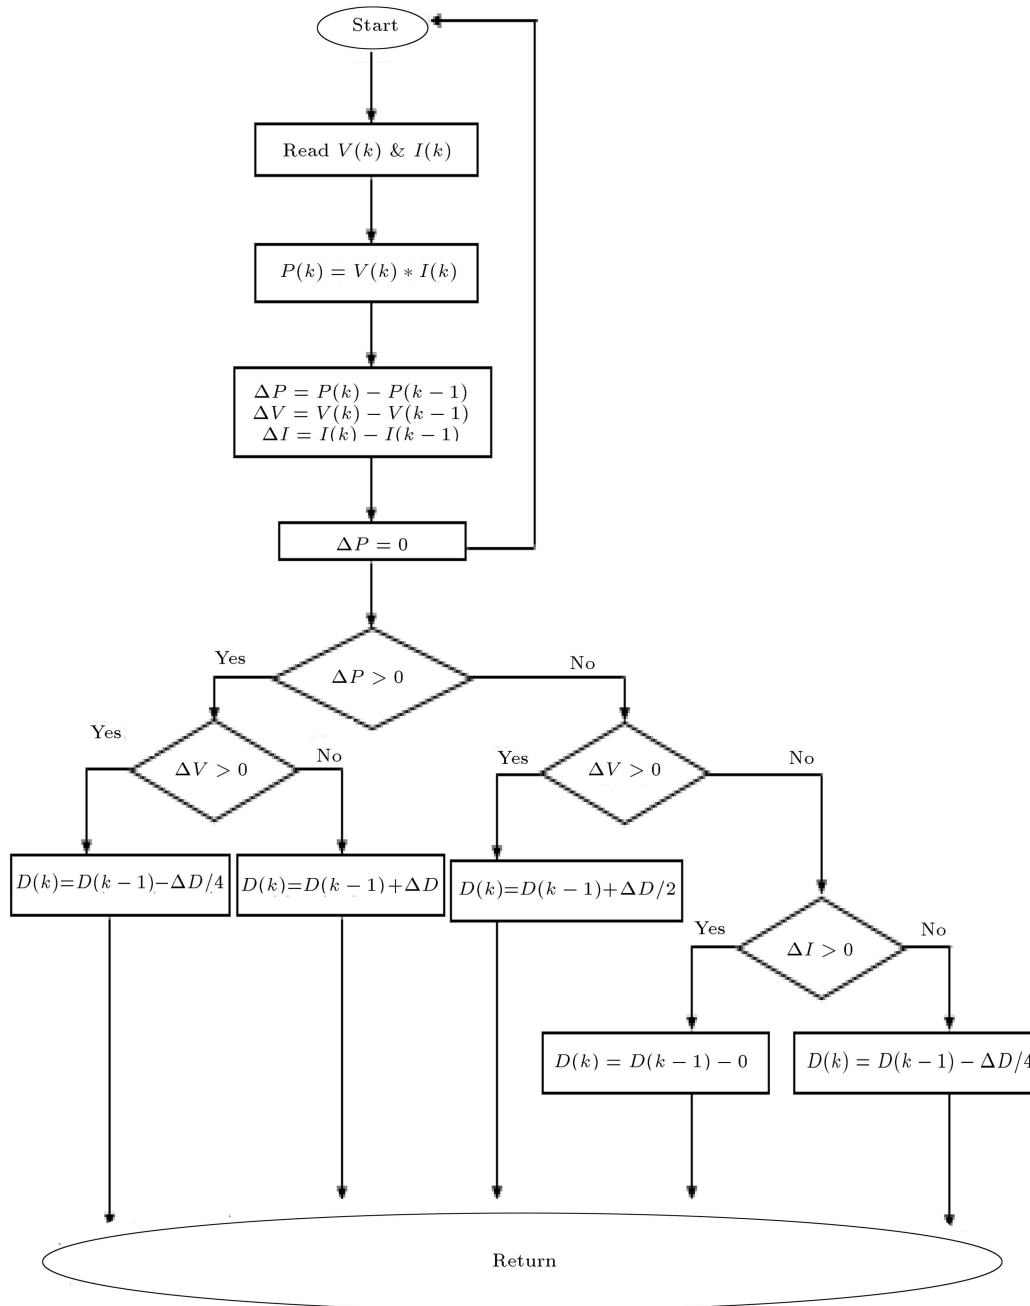 Start
Read V(k) & I(k)
P(k) = V(k) ∗ I(k)
ΔP = P(k) − P(k − 1)
ΔV = V(k) − V(k − 1)
ΔI = I(k) − I(k − 1)
ΔP = 0
Yes
No
ΔP > 0
Yes
No
ΔV > 0
Yes
No
ΔV > 0
D(k)=D(k − 1)−ΔD/4
D(k)=D(k − 1)+ΔD
D(k)=D(k − 1)+ΔD/2
Yes
No
ΔI > 0
D(k) = D(k − 1) − 0
D(k) = D(k − 1) − ΔD/4
Return